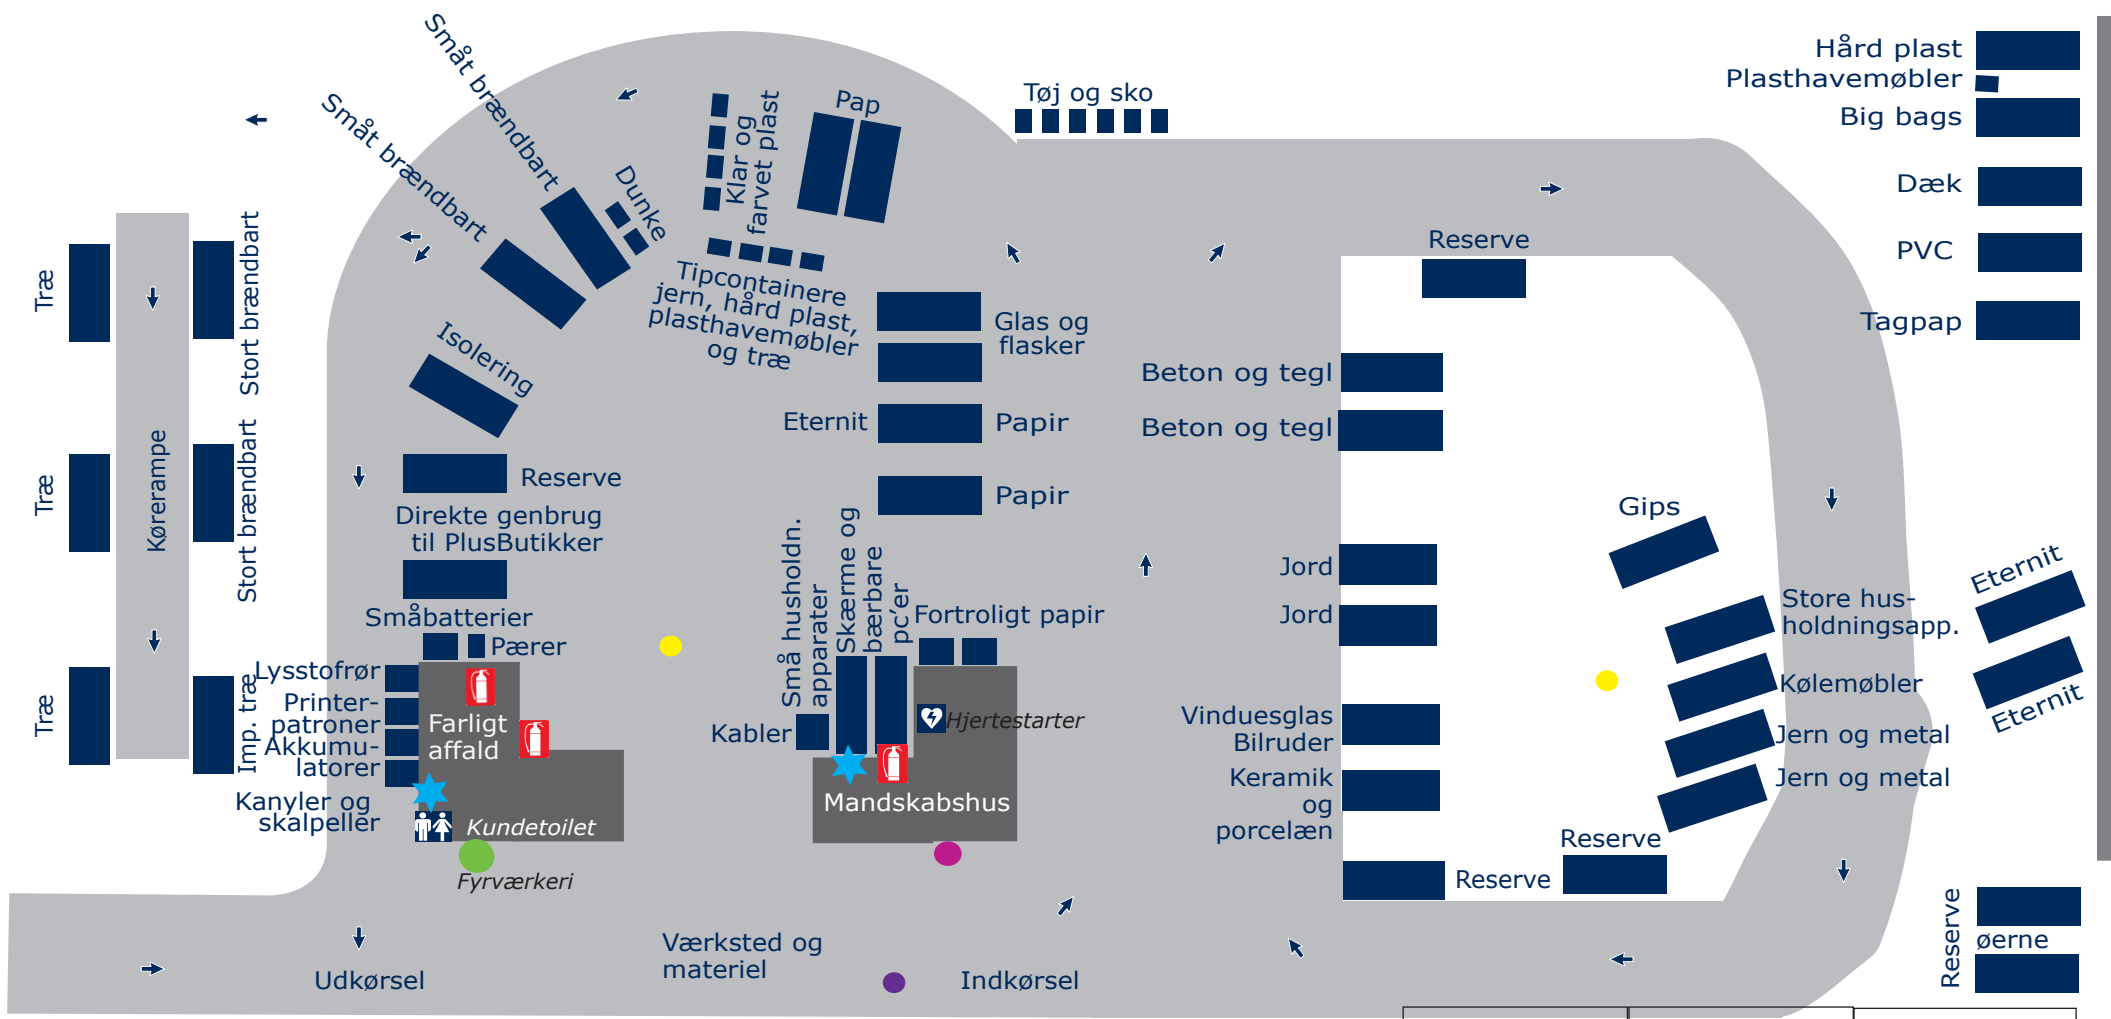 Småt brændbart
Småt brændbart
Dunke
Klar og
farvet plast
Pap
Tøj og sko
Hård plast
Plasthavemøbler
Big bags
Dæk
PVC
Tagpap
Reserve
Træ
Stort brændbart
Kørerampe
Træ
Stort brændbart
Træ
Imp. træ
Isolering
Tipcontainere
jern, hård plast,
plasthavemøbler
og træ
Glas og
flasker
Eternit
Papir
Papir
Beton og tegl
Beton og tegl
Reserve
Direkte genbrug
til PlusButikker
Småbatterier
Pærer
Lysstofrør
Printer-
patroner
Akkumu-
latorer
Kanyler og
skalpeller
Farligt
affald
Kundetoilet
Fyrværkeri
Små husholdn.
apparater
Skærme og
bærbare
pc'er
Fortroligt papir
Kabler
Hjertestarter
Mandskabshus
Jord
Jord
Vinduesglas
Bilruder
Keramik
og
porcelæn
Reserve
Reserve
Gips
Store hus-
holdningsapp.
Kølemøbler
Jern og metal
Jern og metal
Eternit
Eternit
Reserve
øerne
Udkørsel
Værksted og
materiel
Indkørsel